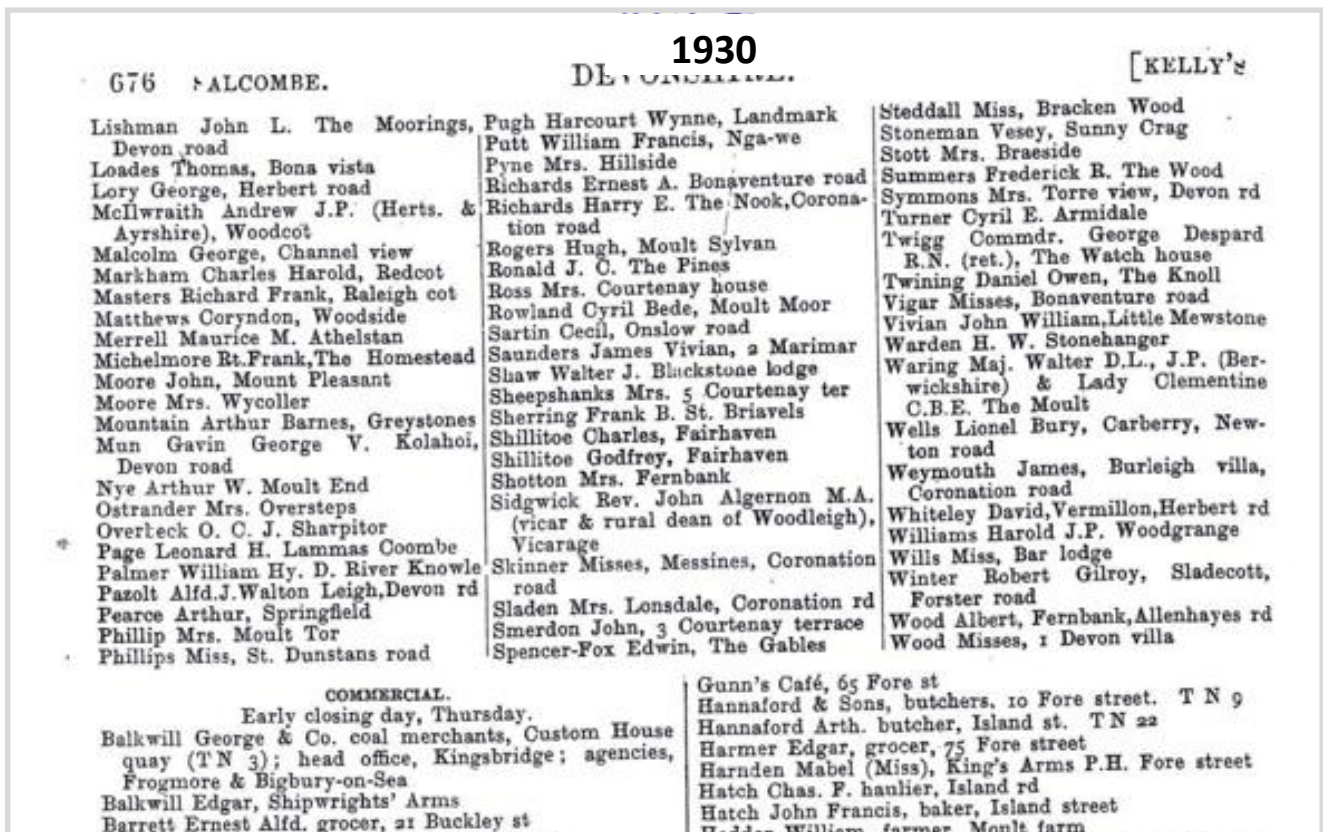 1930
676 ALCOMBE.
[KELLY'S
Lishman John L. The Moorings,
Devon road
Loades Thomas, Bona vista
Lory George, Herbert road
McIlwraith Andrew J.P. (Herts. &
Ayrshire), Woodcot
Malcolm George, Channel view
Markham Charles Harold, Redcot
Masters Richard Frank, Raleigh cot
Matthews Coryndon, Woodside
Merrell Maurice M. Athelstan
Michelmore Rt.Frank,The Homestead
Moore John, Mount Pleasant
Moore Mrs. Wycoller
Mountain Arthur Barnes, Greystones
Mun Gavin George V. Kolahoi,
Devon road
Nye Arthur W. Moult End
Ostrander Mrs. Oversteps
Overbeck O. C. J. Sharpitor
Page Leonard H. Lammas Coombe
Palmer William Hy. D. River Knowle
Pazolt Alfd.J.Walton Leigh,Devon rd
Pearce Arthur, Springfield
Phillip Mrs. Moult Tor
Phillips Miss, St. Dunstans road
Pugh Harcourt Wynne, Landmark
Putt William Francis, Nga-we
Pyne Mrs. Hillside
Richards Ernest A. Bonaventure road
Richards Harry E. The Nook,Corona-
tion road
Rogers Hugh, Moult Sylvan
Ronald J. C. The Pines
Ross Mrs. Courtenay house
Rowland Cyril Bede, Moult Moor
Sartin Cecil, Onslow road
Saunders James Vivian, 2 Marimar
Shaw Walter J. Blackstone lodge
Sheepshanks Mrs. 5 Courtenay ter
Sherring Frank B. St. Briavels
Shillitoe Charles, Fairhaven
Shillitoe Godfrey, Fairhaven
Shotton Mrs. Fernbank
Sidgwick Rev. John Algernon M.A.
(vicar & rural dean of Woodleigh),
Vicarage
Skinner Misses, Messines, Coronation
road
Sladen Mrs. Lonsdale, Coronation rd
Smerdon John, 3 Courtenay terrace
Spencer-Fox Edwin, The Gables
Steddall Miss, Bracken Wood
Stoneman Vesey, Sunny Crag
Stott Mrs. Braeside
Summers Frederick R. The Wood
Symmons Mrs. Torre view, Devon rd
Turner Cyril E. Armidale
Twigg Commdr. George Despard
R.N. (ret.), The Watch house
Twining Daniel Owen, The Knoll
Vigar Misses, Bonaventure road
Vivian John William,Little Mewstone
Warden H. W. Stonehanger
Waring Maj. Walter D.L., J.P. (Ber-
wickshire) & Lady Clementine
C.B.E. The Moult
Wells Lionel Bury, Carberry, New-
ton road
Weymouth James, Burleigh villa,
Coronation road
Whiteley David,Vermillon,Herbert rd
Williams Harold J.P. Woodgrange
Wills Miss, Bar lodge
Winter Robert Gilroy, Sladecott,
Forster road
Wood Albert, Fernbank,Allenhayes rd
Wood Misses, 1 Devon villa
COMMERCIAL.
Early closing day, Thursday.
Balkwill George & Co. coal merchants, Custom House
quay (T N 3); head office, Kingsbridge; agencies,
Frogmore & Bigbury-on-Sea
Balkwill Edgar, Shipwrights' Arms
Barrett Ernest Alfd. grocer, 21 Buckley st
Gunn's Café, 65 Fore st
Hannaford & Sons, butchers. 10 Fore street. T N 9
Hannaford Arth. butcher, Island st. T N 22
Harmer Edgar, grocer, 75 Fore street
Harnden Mabel (Miss), King's Arms P.H. Fore street
Hatch Chas. F. haulier, Island rd
Hatch John Francis, baker, Island street
William, farmer, Moult farm